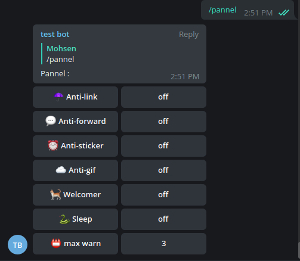 /pannel 2:51 PM
test bot Reply
Mohsen
/pannel
Pannel :
2:51 PM
☂️ Anti-link off
💬 Anti-forward off
⏰ Anti-sticker off
☁️ Anti-gif off
🐕‍🦺 Welcomer off
🐍 Sleep off
📛 max warn 3
TB